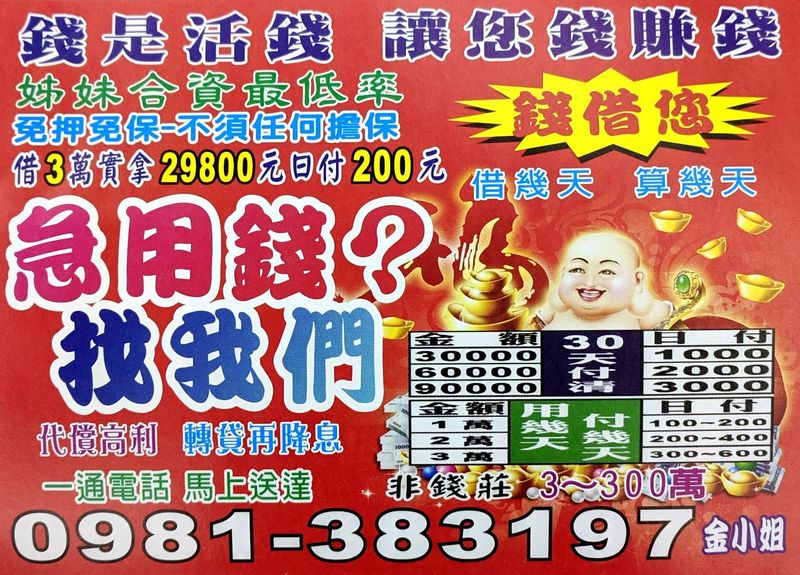 錢是活錢 讓您錢賺錢
姊妹合資最低率
免押免保-不須任何擔保
借3萬實拿29800元日付200元
錢借您
借幾天 算幾天
急用錢?
找我們
代償高利 轉貸再降息
一通電話 馬上送達
金額 30天付清 日付
30000 1000
60000 2000
90000 3000
金額 用幾天 付幾天 日付
1萬 100~200
2萬 200~400
3萬 300~600
非錢莊 3~300萬
0981-383197 金小姐